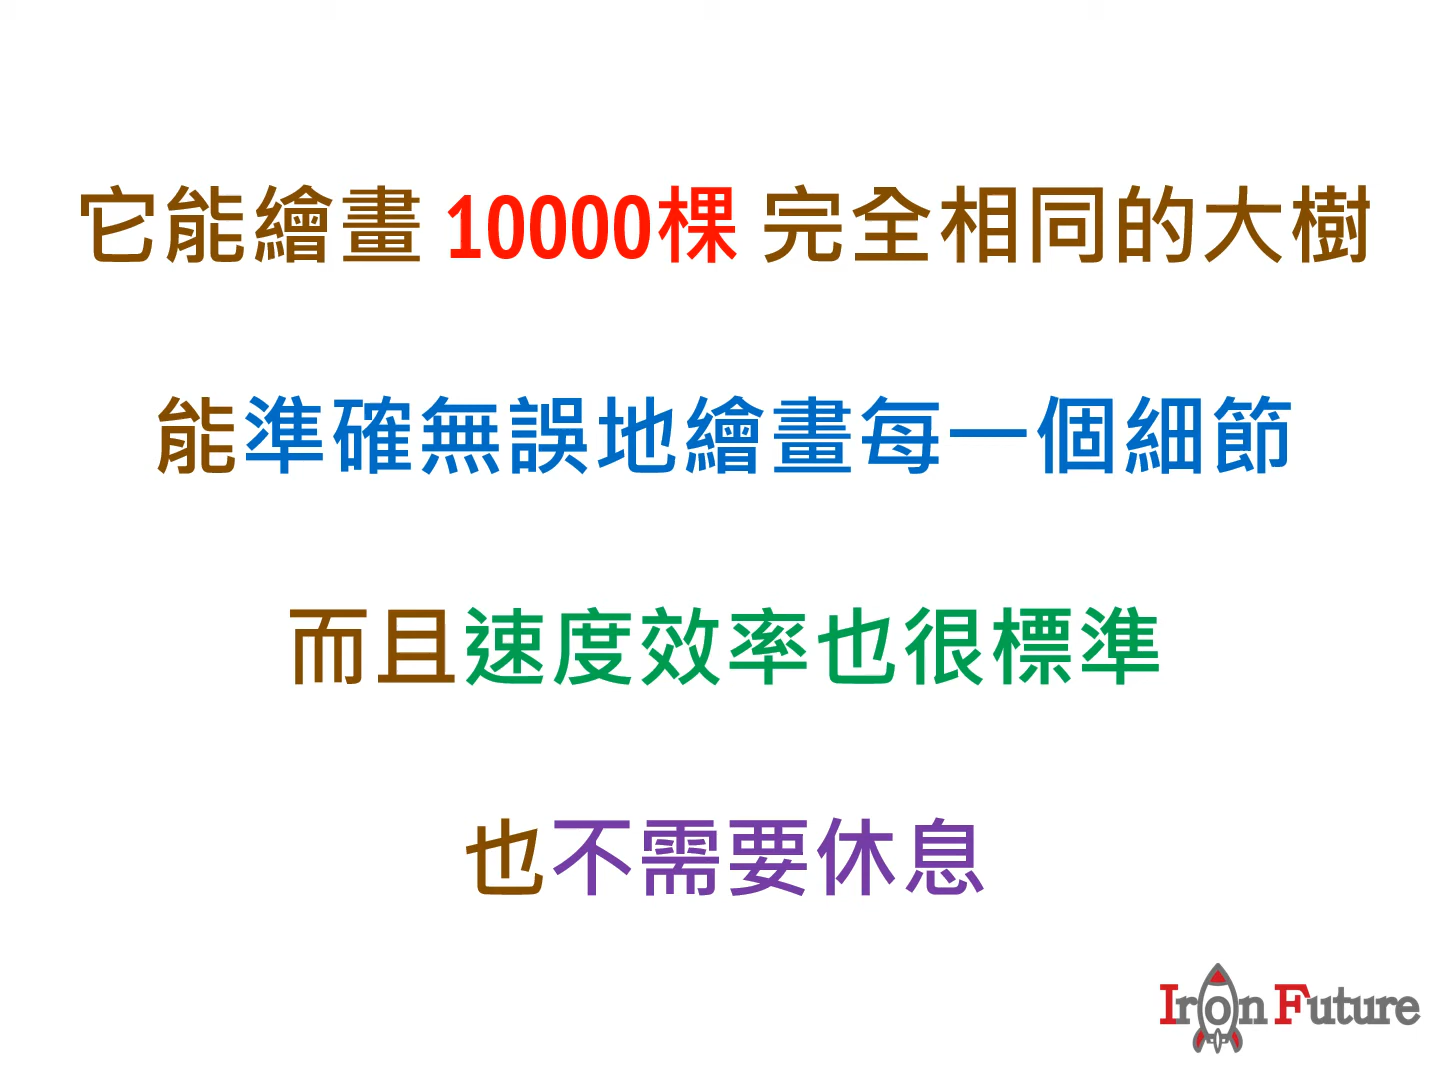 它能繪畫 10000棵 完全相同的大樹
能準確無誤地繪畫每一個細節
而且速度效率也很標準
也不需要休息
Iron Future